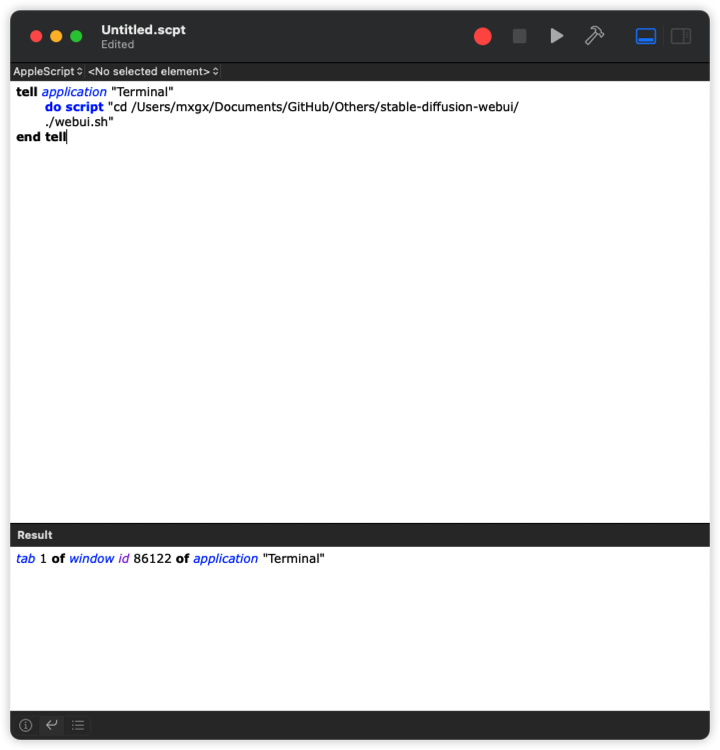 Untitled.scpt
Edited
AppleScript <No selected element>
tell application "Terminal"
do script "cd /Users/mxgx/Documents/GitHub/Others/stable-diffusion-webui/
./webui.sh"
end tell
Result
tab 1 of window id 86122 of application "Terminal"